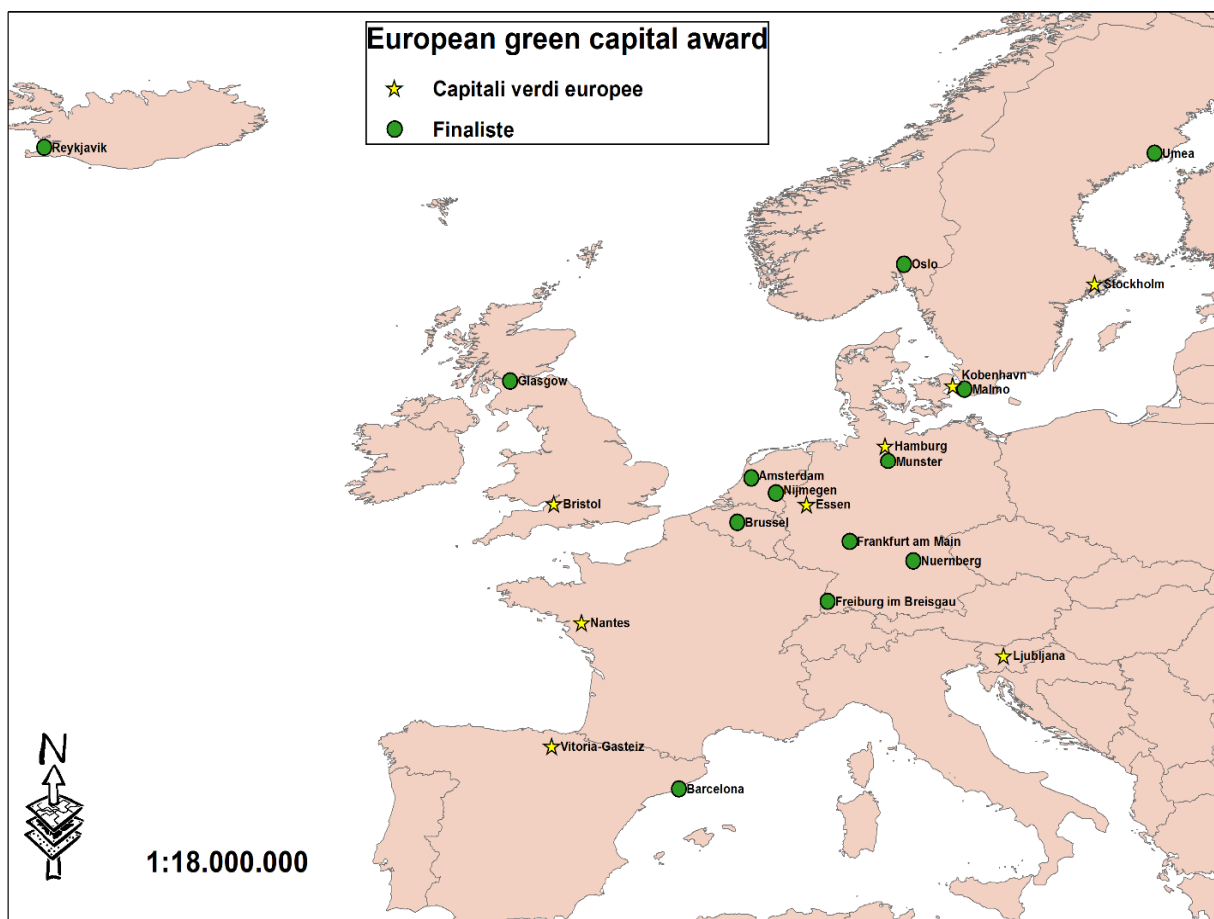 European green capital award
Capitali verdi europee
Finaliste
Reykjavik
Umea
Oslo
Stockholm
Kobenhavn
Malmo
Glasgow
Hamburg
Munster
Amsterdam
Nijmegen
Essen
Bristol
Brussel
Frankfurt am Main
Nuernberg
Freiburg im Breisgau
Nantes
Ljubljana
Vitoria-Gasteiz
Barcelona
N
1:18.000.000